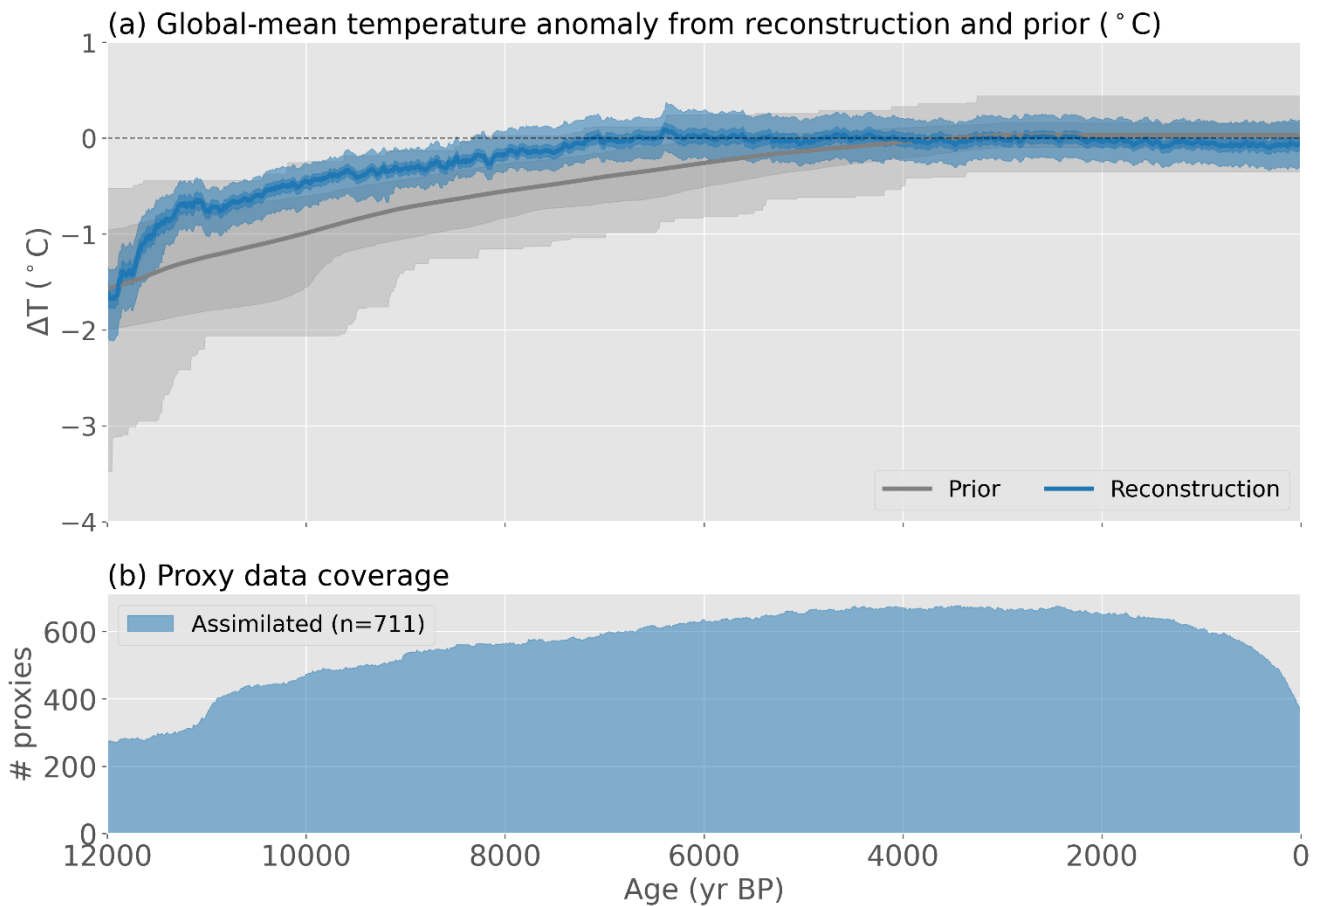 (a) Global-mean temperature anomaly from reconstruction and prior (°C)
1
0
−1
−2
−3
−4
ΔT (°C)
Prior
Reconstruction
(b) Proxy data coverage
Assimilated (n=711)
600
400
200
0
# proxies
12000
10000
8000
6000
4000
2000
0
Age (yr BP)